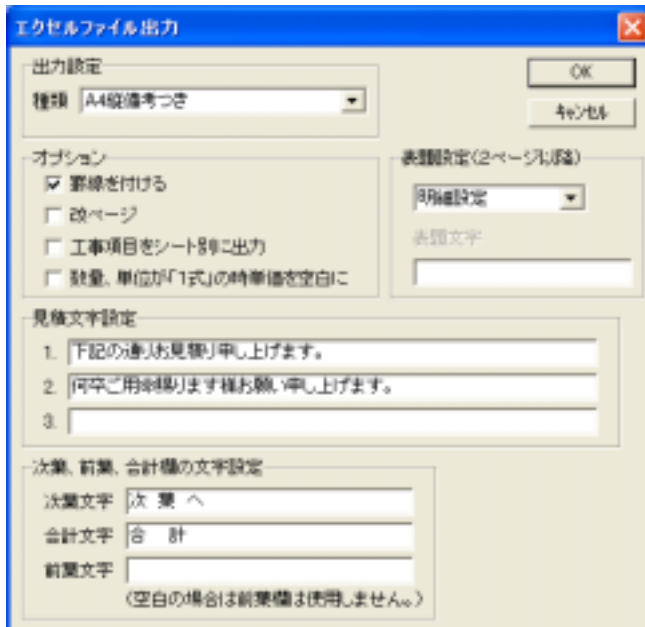 エクセルファイル出力
出力設定
種類 A4縦備考つき
OK
キャンセル
オプション
罫線を付ける
改ページ
工事項目をシート別に出力
数量、単位が「1式」の時単価を空白に
表題設定(2ページ以降)
明細設定
表題文字
見積文字設定
1. 下記の通りお見積り申し上げます。
2. 何卒ご用命賜ります様お願い申し上げます。
3.
次葉、前葉、合計欄の文字設定
次葉文字 次 葉 へ
合計文字 合 計
前葉文字
(空白の場合は前葉欄は使用しません。)